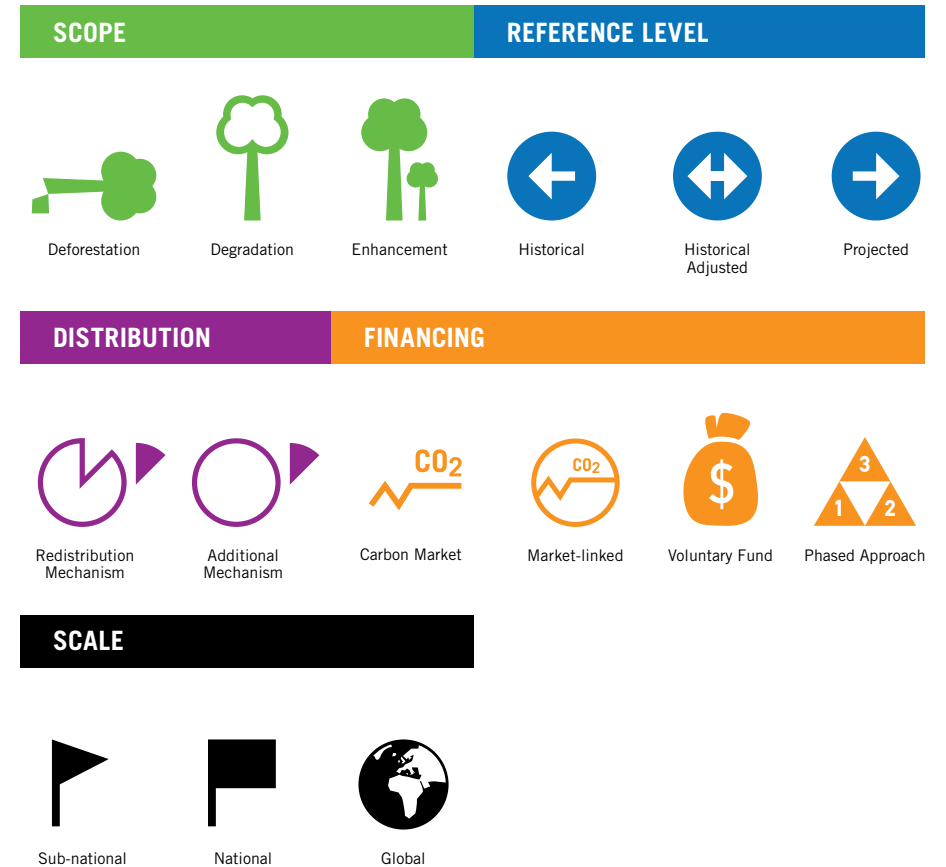 SCOPE
REFERENCE LEVEL
Deforestation
Degradation
Enhancement
Historical
Historical
Adjusted
Projected
DISTRIBUTION
FINANCING
CO2
CO2
$
3
1 2
Redistribution
Mechanism
Additional
Mechanism
Carbon Market
Market-linked
Voluntary Fund
Phased Approach
SCALE
Sub-national
National
Global